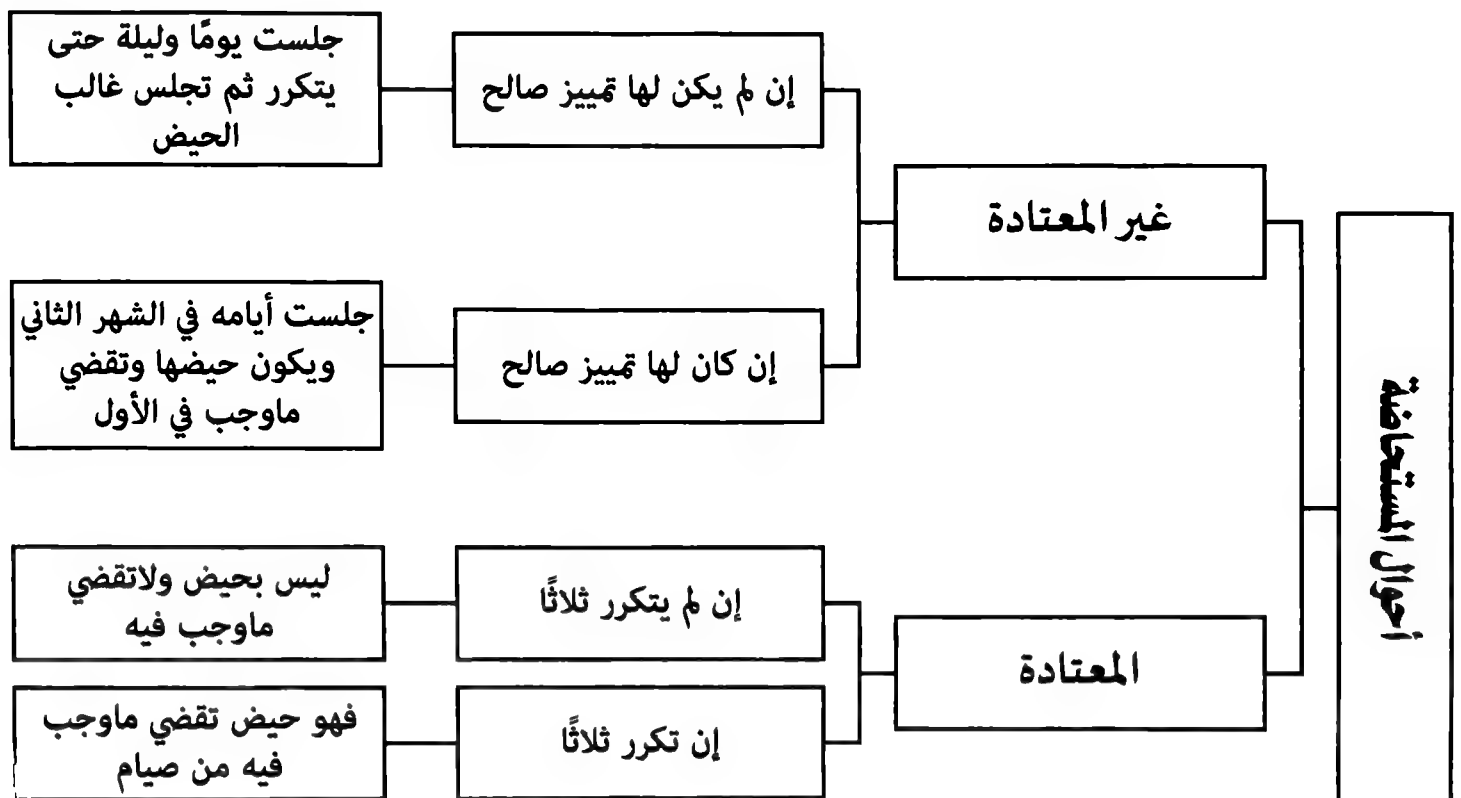 أحوال المستحاضة
غير المعتادة
إن لم يكن لها تمييز صالح
جلست يومًا وليلة حتى
يتكرر ثم تجلس غالب
الحيض
إن كان لها تمييز صالح
جلست أيامه في الشهر الثاني
ويكون حيضها وتقضي
ماوجب في الأول
المعتادة
إن لم يتكرر ثلاثًا
ليس بحيض ولاتقضي
ماوجب فيه
إن تكرر ثلاثًا
فهو حيض تقضي ماوجب
فيه من صيام